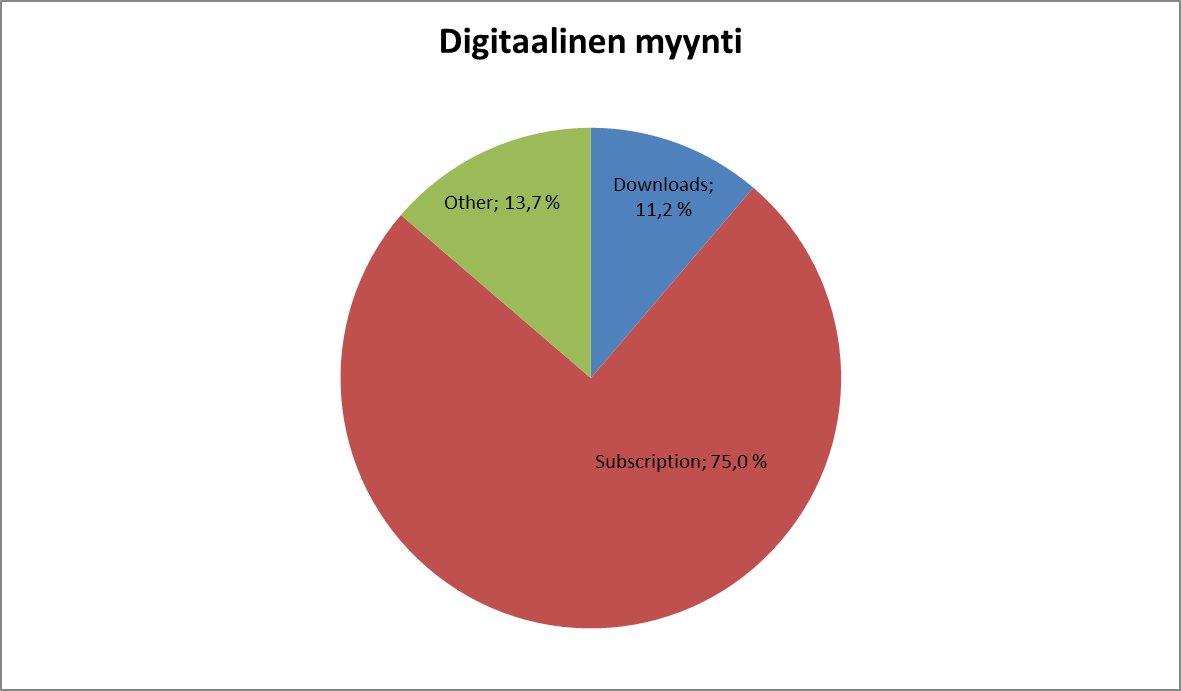 Digitaalinen myynti
Downloads;
11,2 %
Other; 13,7 %
Subscription; 75,0 %